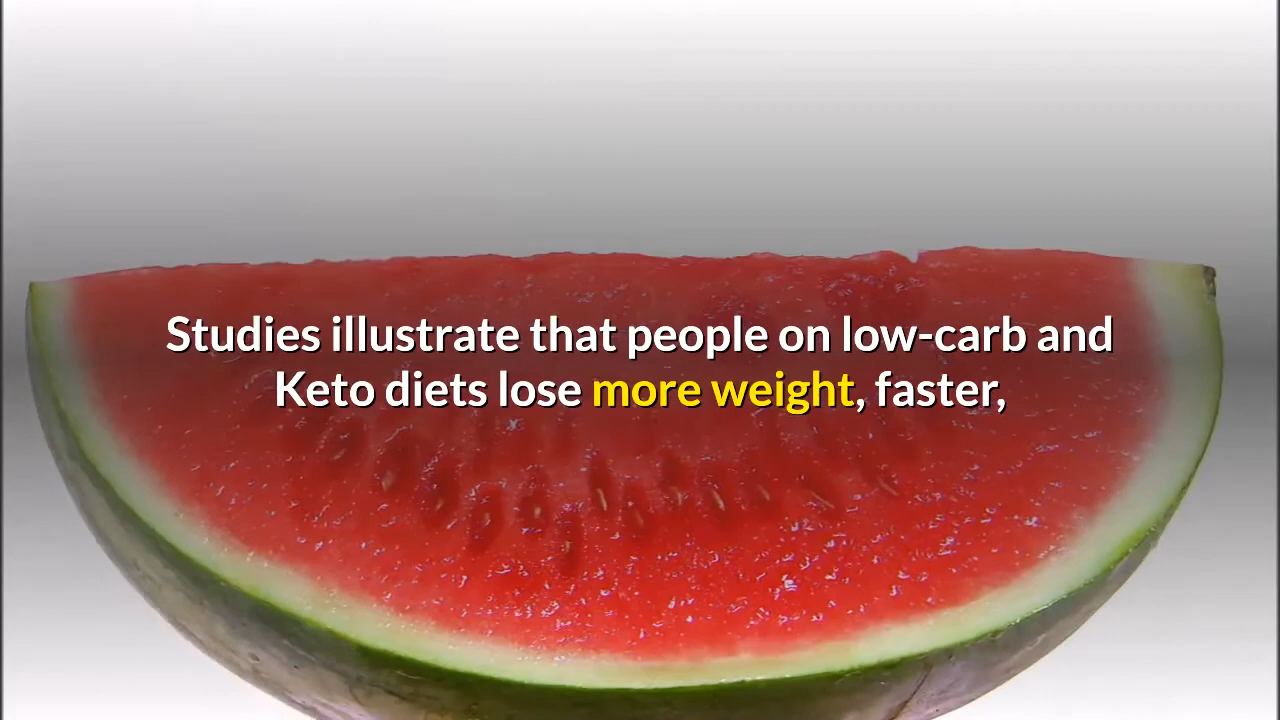 Studies illustrate that people on low-carb and
Keto diets lose more weight, faster,